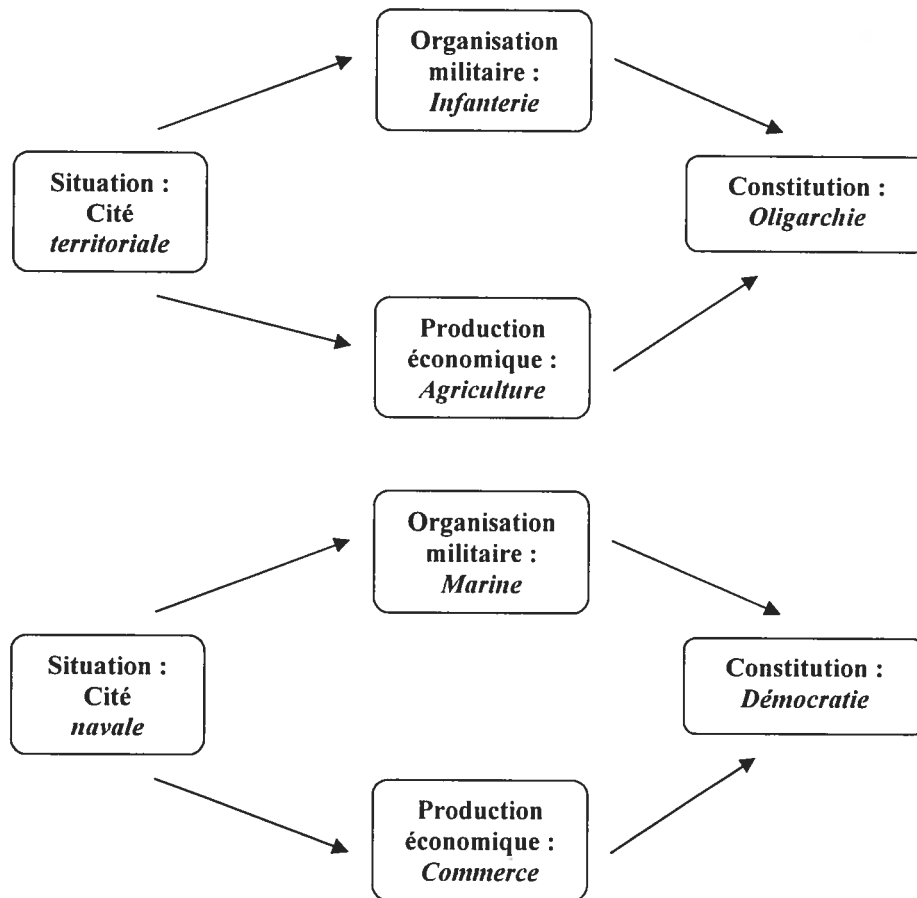 Organisation
militaire :
Infanterie
Situation :
Cité
territoriale
Constitution :
Oligarchie
Production
économique :
Agriculture
Organisation
militaire :
Marine
Situation :
Cité
navale
Constitution :
Démocratie
Production
économique :
Commerce